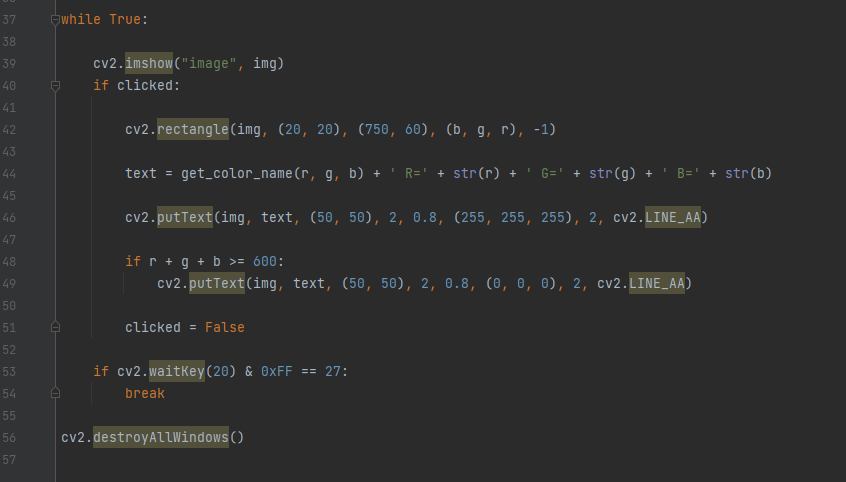 37 while True:
38
39     cv2.imshow("image", img)
40     if clicked:
41
42         cv2.rectangle(img, (20, 20), (750, 60), (b, g, r), -1)
43
44         text = get_color_name(r, g, b) + ' R=' + str(r) + ' G=' + str(g) + ' B=' + str(b)
45
46         cv2.putText(img, text, (50, 50), 2, 0.8, (255, 255, 255), 2, cv2.LINE_AA)
47
48         if r + g + b >= 600:
49             cv2.putText(img, text, (50, 50), 2, 0.8, (0, 0, 0), 2, cv2.LINE_AA)
50
51         clicked = False
52
53     if cv2.waitKey(20) & 0xFF == 27:
54         break
55
56 cv2.destroyAllWindows()
57